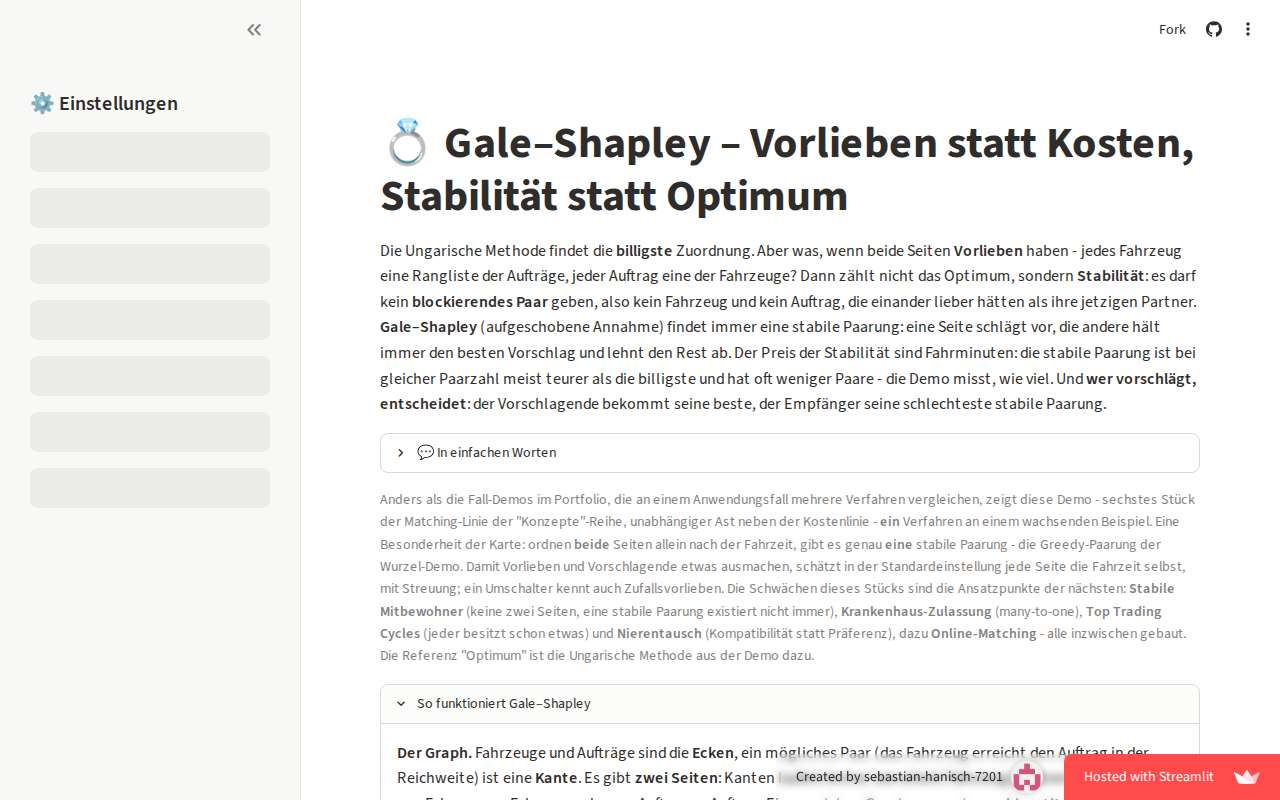 Fork
⚙️ Einstellungen
💍 Gale–Shapley – Vorlieben statt Kosten,
Stabilität statt Optimum
Die Ungarische Methode findet die billigste Zuordnung. Aber was, wenn beide Seiten Vorlieben haben - jedes Fahrzeug
eine Rangliste der Aufträge, jeder Auftrag eine der Fahrzeuge? Dann zählt nicht das Optimum, sondern Stabilität: es darf
kein blockierendes Paar geben, also kein Fahrzeug und kein Auftrag, die einander lieber hätten als ihre jetzigen Partner.
Gale–Shapley (aufgeschobene Annahme) findet immer eine stabile Paarung: eine Seite schlägt vor, die andere hält
immer den besten Vorschlag und lehnt den Rest ab. Der Preis der Stabilität sind Fahrminuten: die stabile Paarung ist bei
gleicher Paarzahl meist teurer als die billigste und hat oft weniger Paare - die Demo misst, wie viel. Und wer vorschlägt,
entscheidet: der Vorschlagende bekommt seine beste, der Empfänger seine schlechteste stabile Paarung.
💬 In einfachen Worten
Anders als die Fall-Demos im Portfolio, die an einem Anwendungsfall mehrere Verfahren vergleichen, zeigt diese Demo - sechstes Stück
der Matching-Linie der "Konzepte"-Reihe, unabhängiger Ast neben der Kostenlinie - ein Verfahren an einem wachsenden Beispiel. Eine
Besonderheit der Karte: ordnen beide Seiten allein nach der Fahrzeit, gibt es genau eine stabile Paarung - die Greedy-Paarung der
Wurzel-Demo. Damit Vorlieben und Vorschlagende etwas ausmachen, schätzt in der Standardeinstellung jede Seite die Fahrzeit selbst,
mit Streuung; ein Umschalter kennt auch Zufallsvorlieben. Die Schwächen dieses Stücks sind die Ansatzpunkte der nächsten: Stabile
Mitbewohner (keine zwei Seiten, eine stabile Paarung existiert nicht immer), Krankenhaus-Zulassung (many-to-one), Top Trading
Cycles (jeder besitzt schon etwas) und Nierentausch (Kompatibilität statt Präferenz), dazu Online-Matching - alle inzwischen gebaut.
Die Referenz "Optimum" ist die Ungarische Methode aus der Demo dazu.
So funktioniert Gale–Shapley
Der Graph. Fahrzeuge und Aufträge sind die Ecken, ein mögliches Paar (das Fahrzeug erreicht den Auftrag in der
Reichweite) ist eine Kante. Es gibt zwei Seiten: Kanten
Created by sebastian-hanisch-7201
Hosted with Streamlit